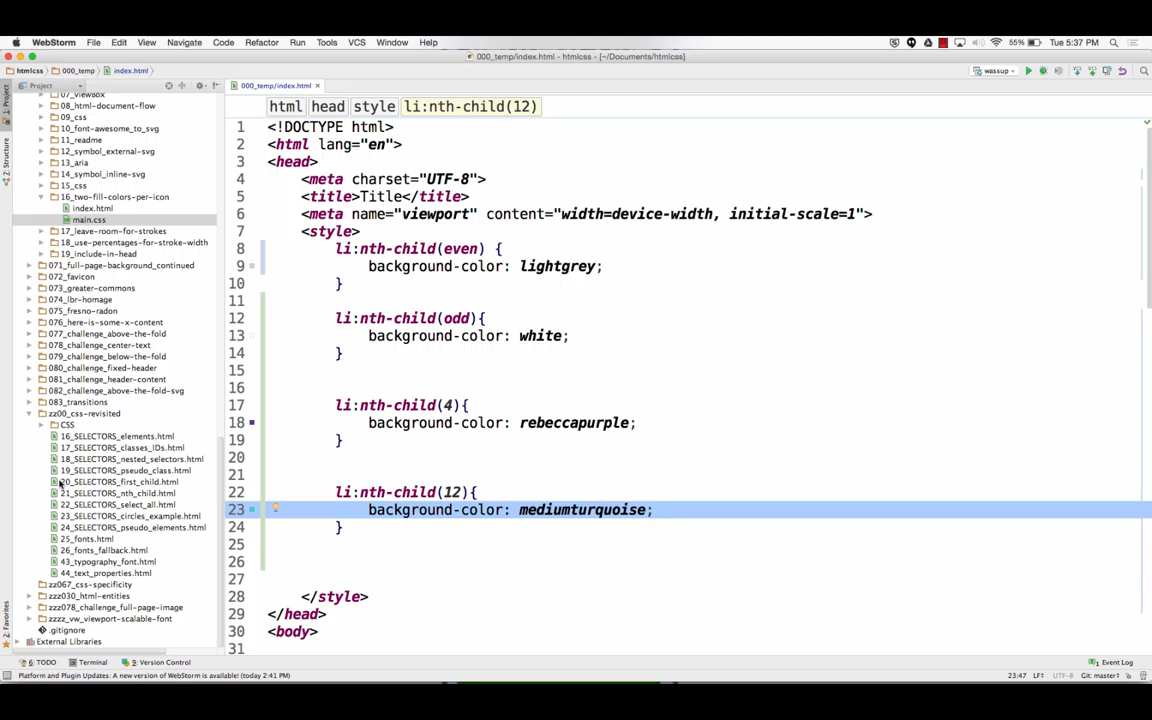 WebStorm File Edit View Navigate Code Refactor Run Tools VCS Window Help 55% Tue 5:37 PM
000_temp/index.html - htmlcss - [~/Documents/htmlcss]
htmlcss 000_temp index.html wassup
Project 000_temp/index.html
1: Project
7: Structure
2: Favorites
07_viewbox
08_html-document-flow
09_css
10_font-awesome_to_svg
11_readme
12_symbol_external-svg
13_aria
14_symbol_inline-svg
15_css
16_two-fill-colors-per-icon
index.html
main.css
17_leave-room-for-strokes
18_use-percentages-for-stroke-width
19_include-in-head
071_full-page-background_continued
072_favicon
073_greater-commons
074_lbr-homage
075_fresno-radon
076_here-is-some-x-content
077_challenge_above-the-fold
078_challenge_center-text
079_challenge_below-the-fold
080_challenge_fixed-header
081_challenge_header-content
082_challenge_above-the-fold-svg
083_transitions
zz00_css-revisited
CSS
16_SELECTORS_elements.html
17_SELECTORS_classes_IDs.html
18_SELECTORS_nested_selectors.html
19_SELECTORS_pseudo_class.html
20_SELECTORS_first_child.html
21_SELECTORS_nth_child.html
22_SELECTORS_select_all.html
23_SELECTORS_circles_example.html
24_SELECTORS_pseudo_elements.html
25_fonts.html
26_fonts_fallback.html
43_typography_font.html
44_text_properties.html
zz067_css-specificity
zzz030_html-entities
zzz078_challenge_full-page-image
zzzz_vw_viewport-scalable-font
.gitignore
External Libraries
html head style li:nth-child(12)
1 <!DOCTYPE html>
2 <html lang="en">
3 <head>
4 <meta charset="UTF-8">
5 <title>Title</title>
6 <meta name="viewport" content="width=device-width, initial-scale=1">
7 <style>
8 li:nth-child(even) {
9 background-color: lightgrey;
10 }
11
12 li:nth-child(odd){
13 background-color: white;
14 }
15
16
17 li:nth-child(4){
18 background-color: rebeccapurple;
19 }
20
21
22 li:nth-child(12){
23 background-color: mediumturquoise;
24 }
25
26
27
28 </style>
29 </head>
30 <body>
31
6: TODO Terminal 9: Version Control 1 Event Log
Platform and Plugin Updates: A new version of WebStorm is available! (today 2:41 PM) 23:47 LF UTF-8 Git: master